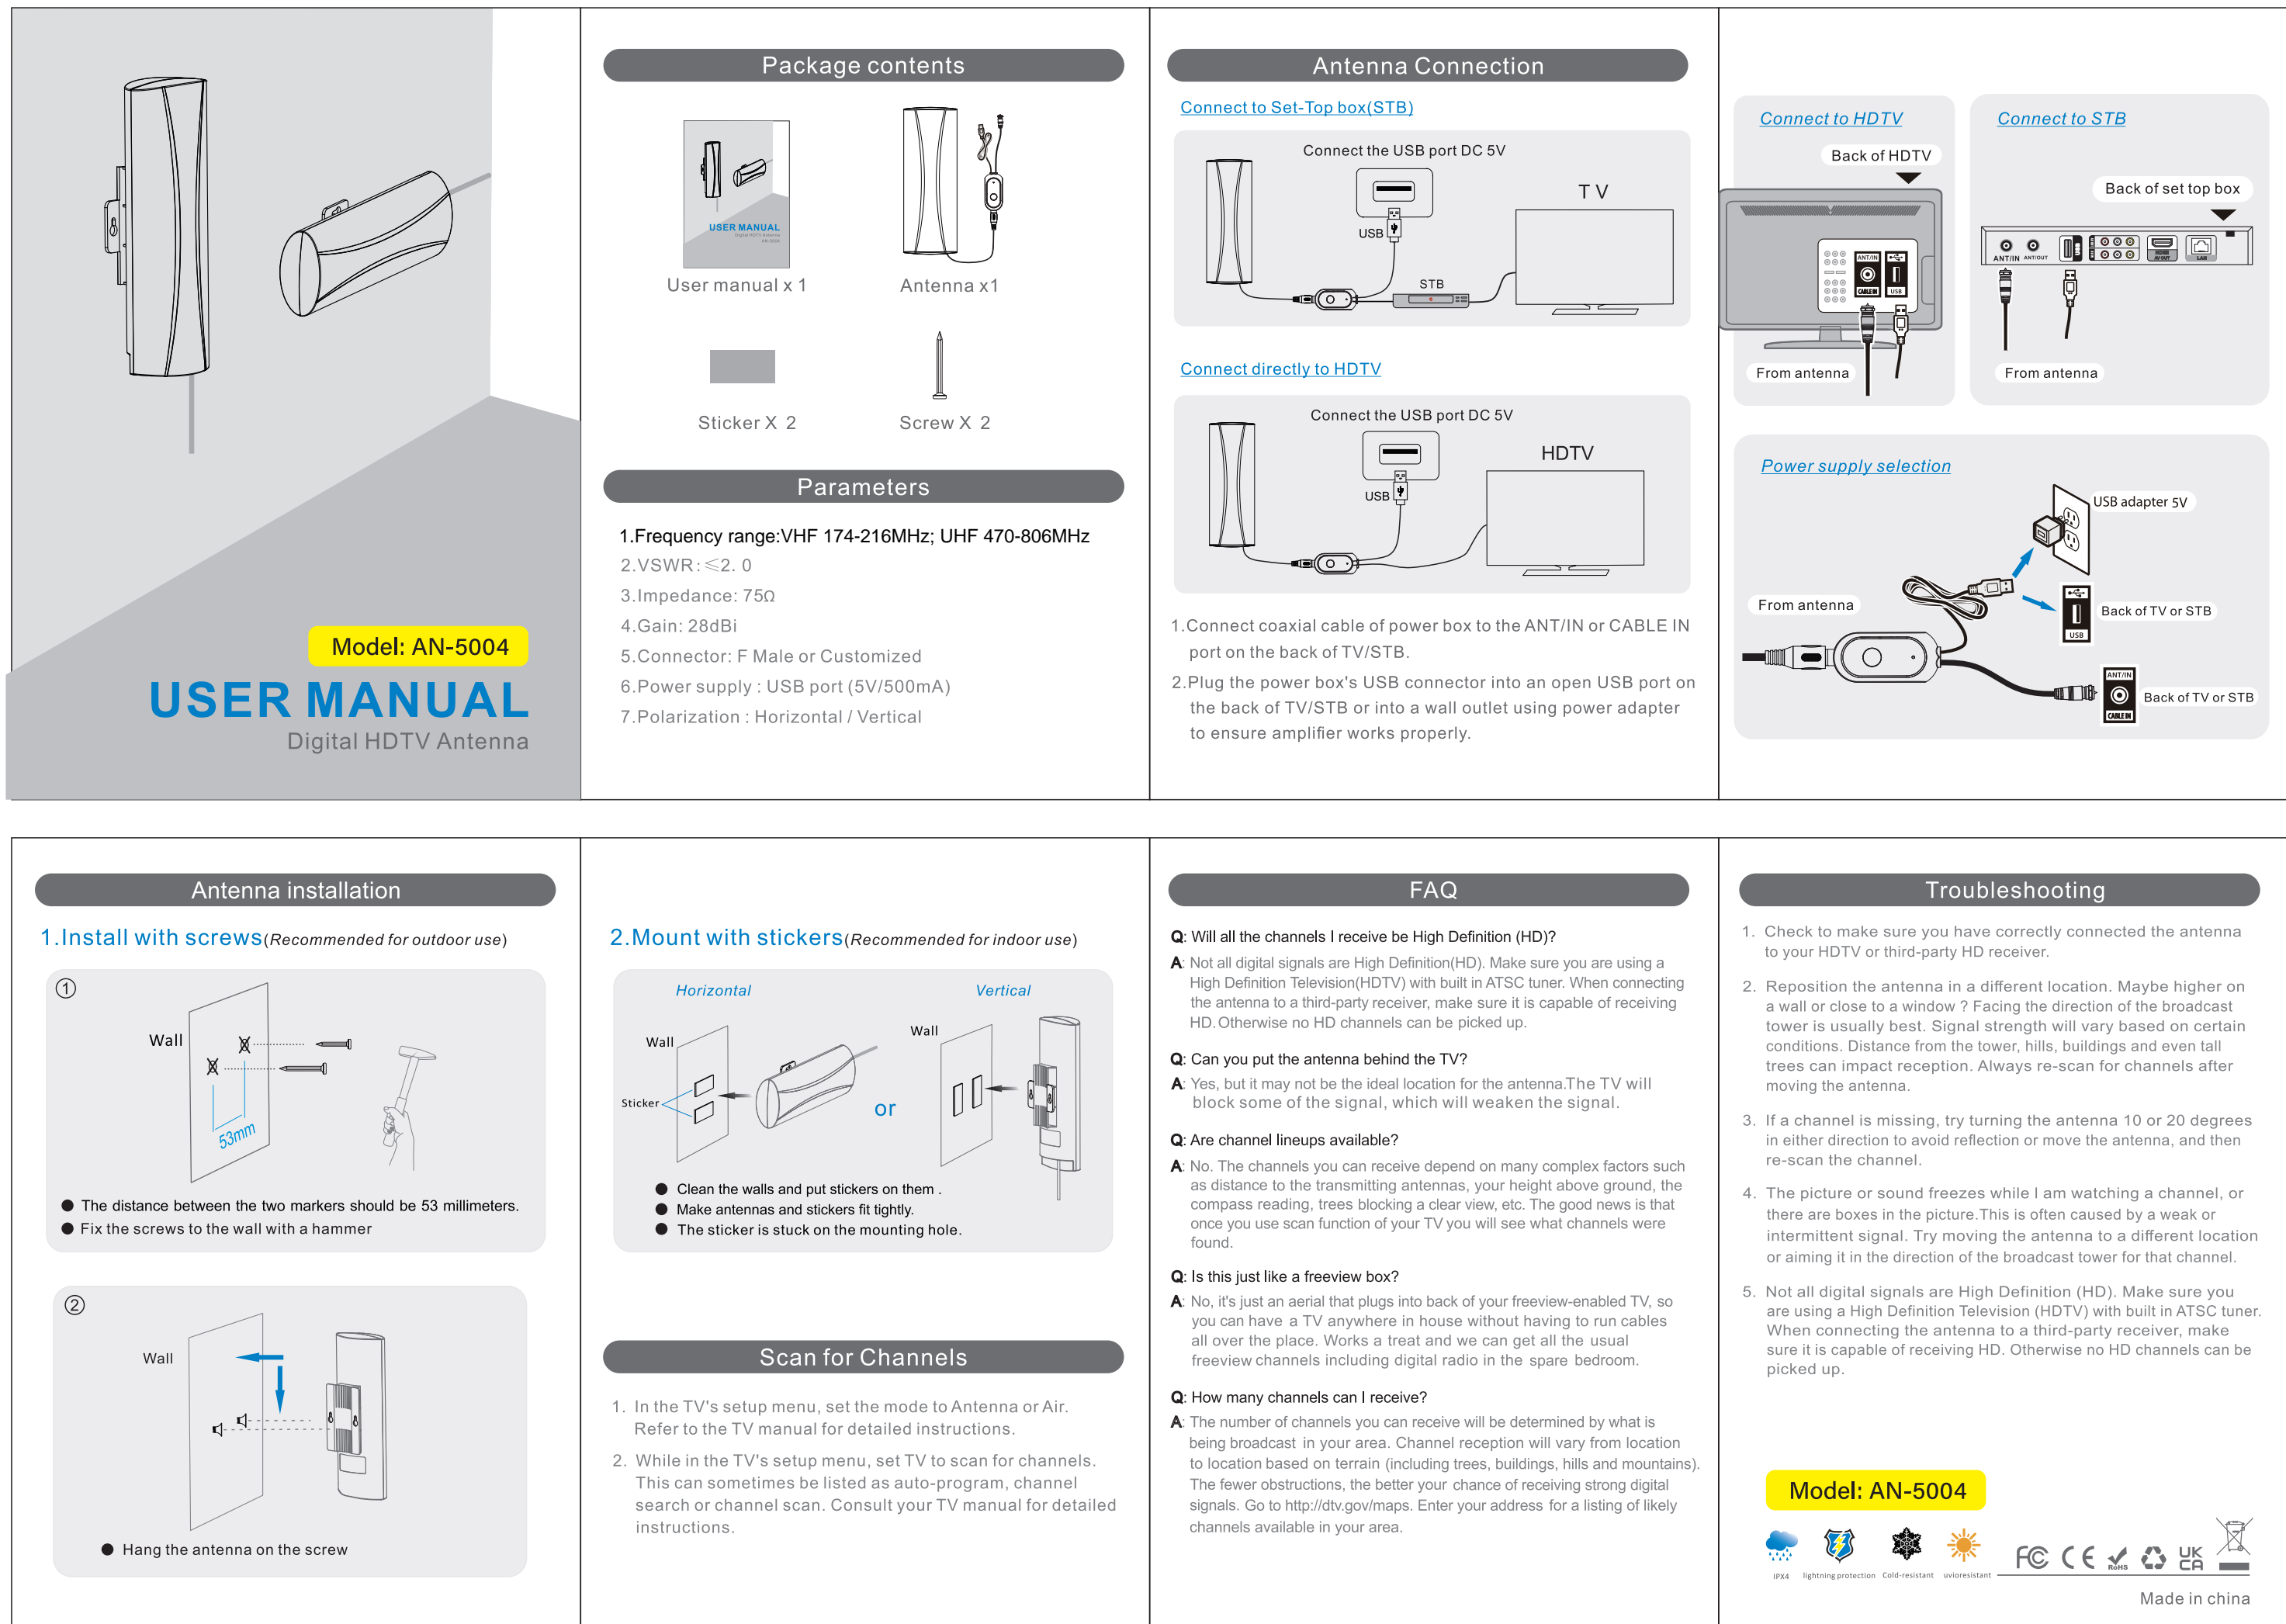 Model: AN-5004
USER MANUAL
Digital HDTV Antenna
Package contents
USER MANUAL
Digital HDTV Antenna
AN-5004
User manual x 1
Antenna x1
Sticker X 2
Screw X 2
Parameters
1.Frequency range:VHF 174-216MHz; UHF 470-806MHz
2.VSWR:≤2. 0
3.Impedance: 75Ω
4.Gain: 28dBi
5.Connector: F Male or Customized
6.Power supply : USB port (5V/500mA)
7.Polarization : Horizontal / Vertical
Antenna Connection
Connect to Set-Top box(STB)
Connect the USB port DC 5V
TV
USB
STB
Connect directly to HDTV
Connect the USB port DC 5V
HDTV
USB
1.Connect coaxial cable of power box to the ANT/IN or CABLE IN
port on the back of TV/STB.
2.Plug the power box's USB connector into an open USB port on
the back of TV/STB or into a wall outlet using power adapter
to ensure amplifier works properly.
Connect to HDTV
Back of HDTV
ANT/IN
CABLE IN
USB
From antenna
Connect to STB
Back of set top box
ANT/IN
ANT/OUT
USB
HDMI
AV OUT
LAN
From antenna
Power supply selection
USB adapter 5V
From antenna
USB
Back of TV or STB
ANT/IN
CABLE IN
Back of TV or STB
Antenna installation
1.Install with screws(Recommended for outdoor use)
1
Wall
53mm
● The distance between the two markers should be 53 millimeters.
● Fix the screws to the wall with a hammer
2
Wall
● Hang the antenna on the screw
2.Mount with stickers(Recommended for indoor use)
Horizontal
Vertical
Wall
Wall
Sticker
or
● Clean the walls and put stickers on them .
● Make antennas and stickers fit tightly.
● The sticker is stuck on the mounting hole.
Scan for Channels
1. In the TV's setup menu, set the mode to Antenna or Air.
Refer to the TV manual for detailed instructions.
2. While in the TV's setup menu, set TV to scan for channels.
This can sometimes be listed as auto-program, channel
search or channel scan. Consult your TV manual for detailed
instructions.
FAQ
Q: Will all the channels I receive be High Definition (HD)?
A: Not all digital signals are High Definition(HD). Make sure you are using a
High Definition Television(HDTV) with built in ATSC tuner. When connecting
the antenna to a third-party receiver, make sure it is capable of receiving
HD. Otherwise no HD channels can be picked up.
Q: Can you put the antenna behind the TV?
A: Yes, but it may not be the ideal location for the antenna.The TV will
block some of the signal, which will weaken the signal.
Q: Are channel lineups available?
A: No. The channels you can receive depend on many complex factors such
as distance to the transmitting antennas, your height above ground, the
compass reading, trees blocking a clear view, etc. The good news is that
once you use scan function of your TV you will see what channels were
found.
Q: Is this just like a freeview box?
A: No, it's just an aerial that plugs into back of your freeview-enabled TV, so
you can have a TV anywhere in house without having to run cables
all over the place. Works a treat and we can get all the usual
freeview channels including digital radio in the spare bedroom.
Q: How many channels can I receive?
A: The number of channels you can receive will be determined by what is
being broadcast in your area. Channel reception will vary from location
to location based on terrain (including trees, buildings, hills and mountains).
The fewer obstructions, the better your chance of receiving strong digital
signals. Go to http://dtv.gov/maps. Enter your address for a listing of likely
channels available in your area.
Troubleshooting
1. Check to make sure you have correctly connected the antenna
to your HDTV or third-party HD receiver.
2. Reposition the antenna in a different location. Maybe higher on
a wall or close to a window ? Facing the direction of the broadcast
tower is usually best. Signal strength will vary based on certain
conditions. Distance from the tower, hills, buildings and even tall
trees can impact reception. Always re-scan for channels after
moving the antenna.
3. If a channel is missing, try turning the antenna 10 or 20 degrees
in either direction to avoid reflection or move the antenna, and then
re-scan the channel.
4. The picture or sound freezes while I am watching a channel, or
there are boxes in the picture.This is often caused by a weak or
intermittent signal. Try moving the antenna to a different location
or aiming it in the direction of the broadcast tower for that channel.
5. Not all digital signals are High Definition (HD). Make sure you
are using a High Definition Television (HDTV) with built in ATSC tuner.
When connecting the antenna to a third-party receiver, make
sure it is capable of receiving HD. Otherwise no HD channels can be
picked up.
Model: AN-5004
IPX4
lightning protection
Cold-resistant
uvioresistant
FC CE RoHS UK CA
Made in china